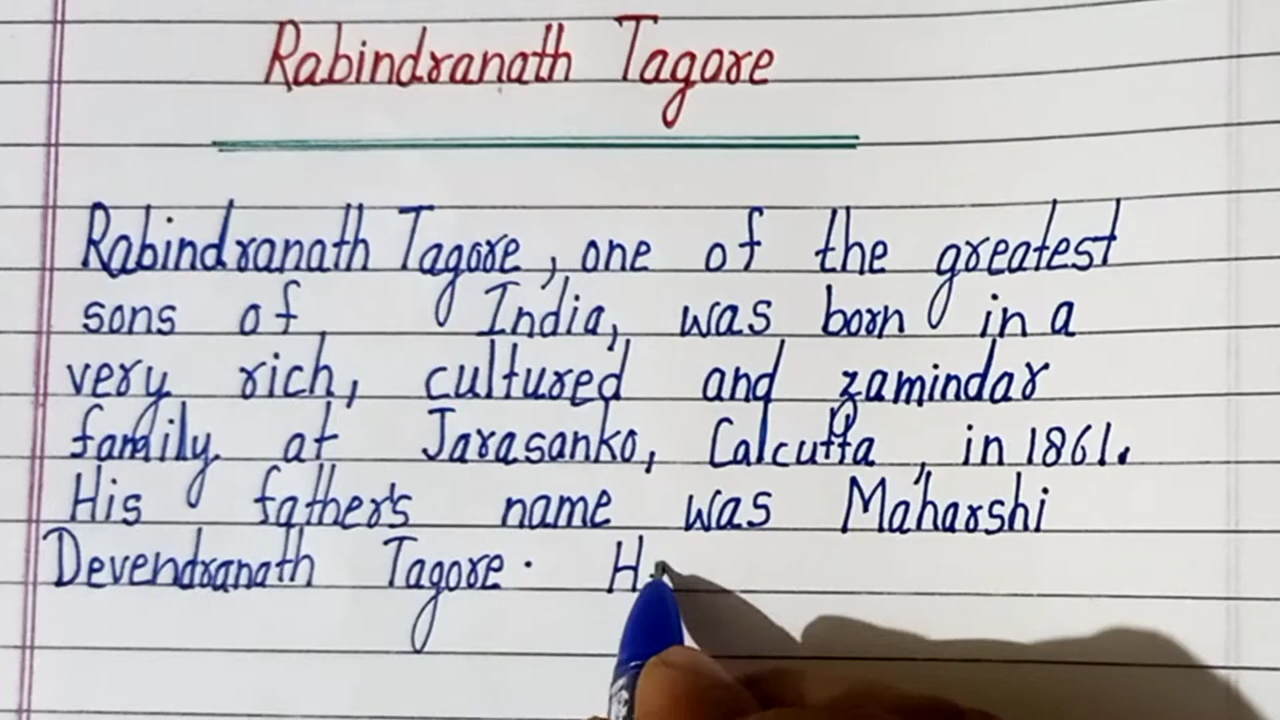 Rabindranath Tagore
Rabindranath Tagore, one of the greatest
sons of India, was born in a
very rich, cultured and zamindar
family at Jarasanko, Calcutta, in 1861.
His father's name was Maharshi
Devendranath Tagore. H